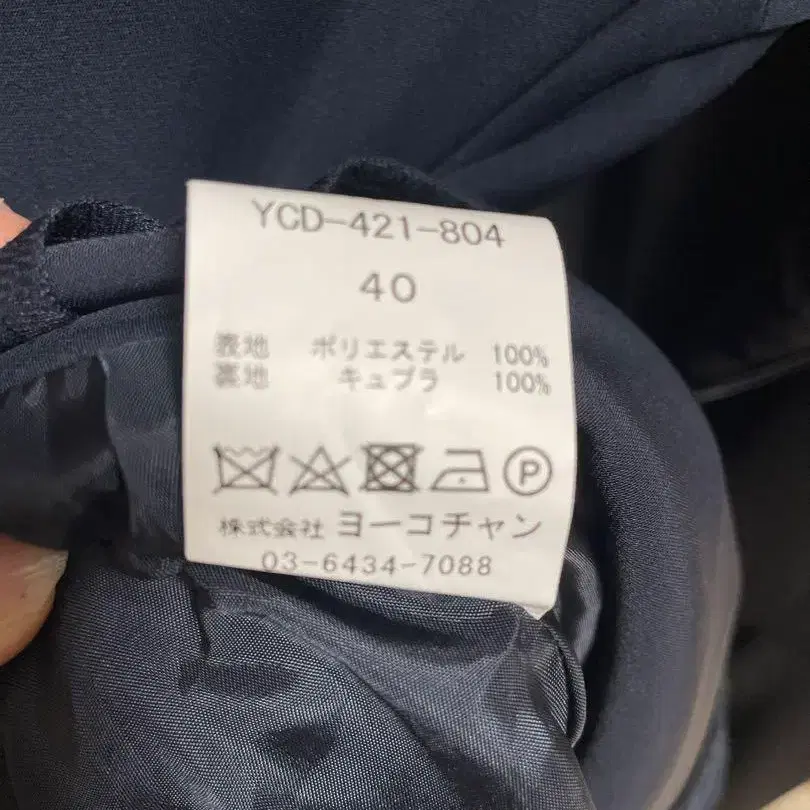 YCD-421-804
40
表地 ポリエステル 100%
裏地 キュプラ 100%
P
株式会社 ヨーコチャン
03-6434-7088